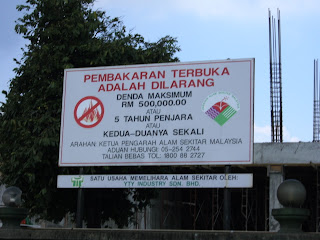 PEMBAKARAN TERBUKA
ADALAH DILARANG
DENDA MAKSIMUM
RM 500,000.00
ATAU
5 TAHUN PENJARA
ATAU
KEDUA-DUANYA SEKALI
ARAHAN: KETUA PENGARAH ALAM SEKITAR MALAYSIA
ADUAN HUBUNGI: 05-254 2744
TALIAN BEBAS TOL: 1800 88 2727
SATU USAHA MEMELIHARA ALAM SEKITAR OLEH:
YTY INDUSTRY SDN. BHD.